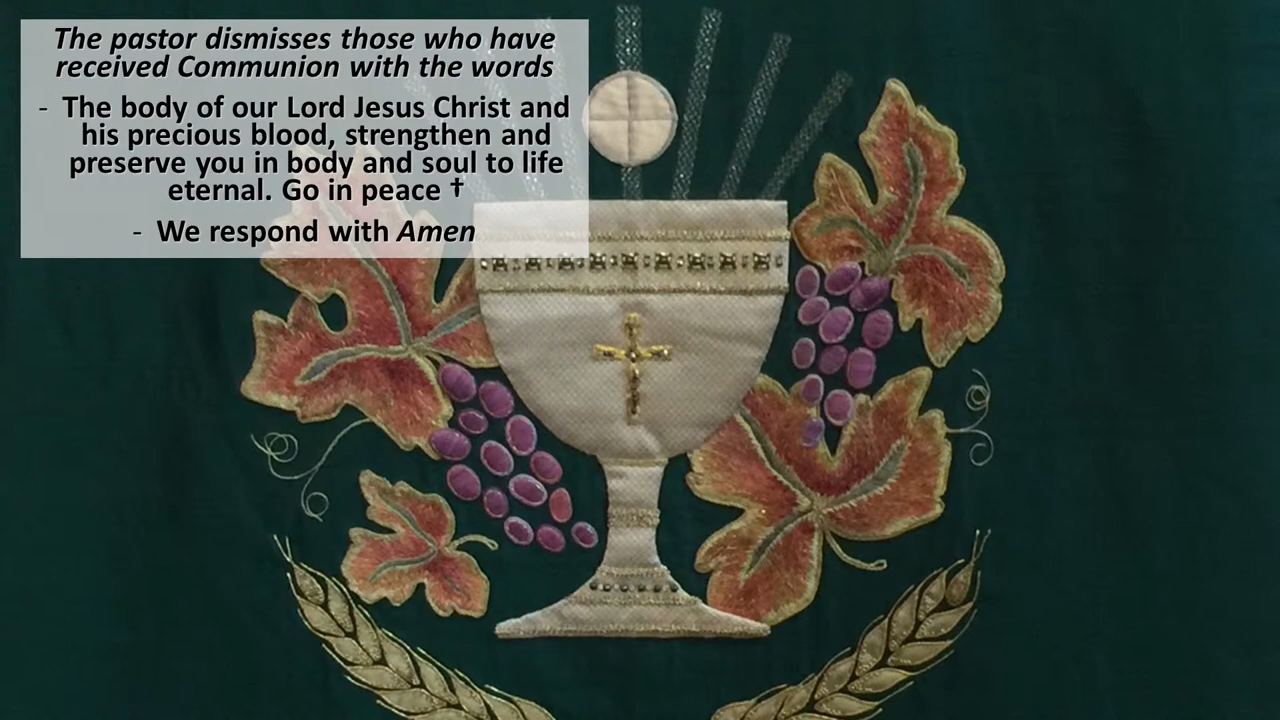 The pastor dismisses those who have
received Communion with the words
- The body of our Lord Jesus Christ and
his precious blood, strengthen and
preserve you in body and soul to life
eternal. Go in peace ✝
- We respond with Amen